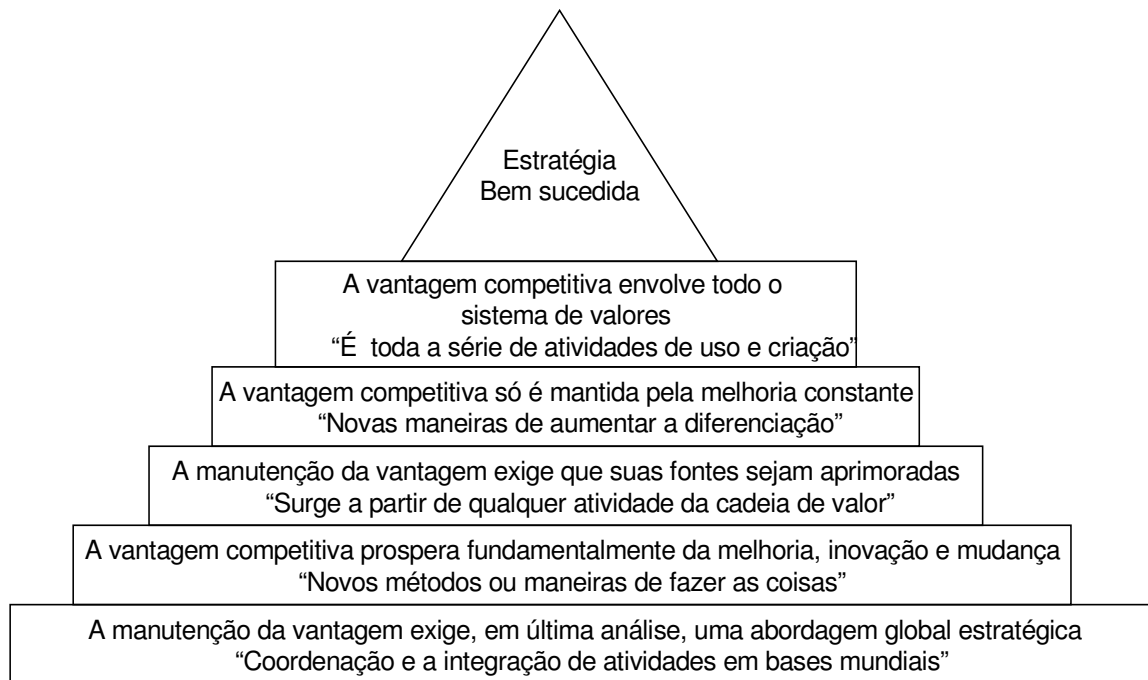 Estratégia
Bem sucedida
A vantagem competitiva envolve todo o
sistema de valores
“É toda a série de atividades de uso e criação”
A vantagem competitiva só é mantida pela melhoria constante
“Novas maneiras de aumentar a diferenciação”
A manutenção da vantagem exige que suas fontes sejam aprimoradas
“Surge a partir de qualquer atividade da cadeia de valor”
A vantagem competitiva prospera fundamentalmente da melhoria, inovação e mudança
“Novos métodos ou maneiras de fazer as coisas”
A manutenção da vantagem exige, em última análise, uma abordagem global estratégica
“Coordenação e a integração de atividades em bases mundiais”